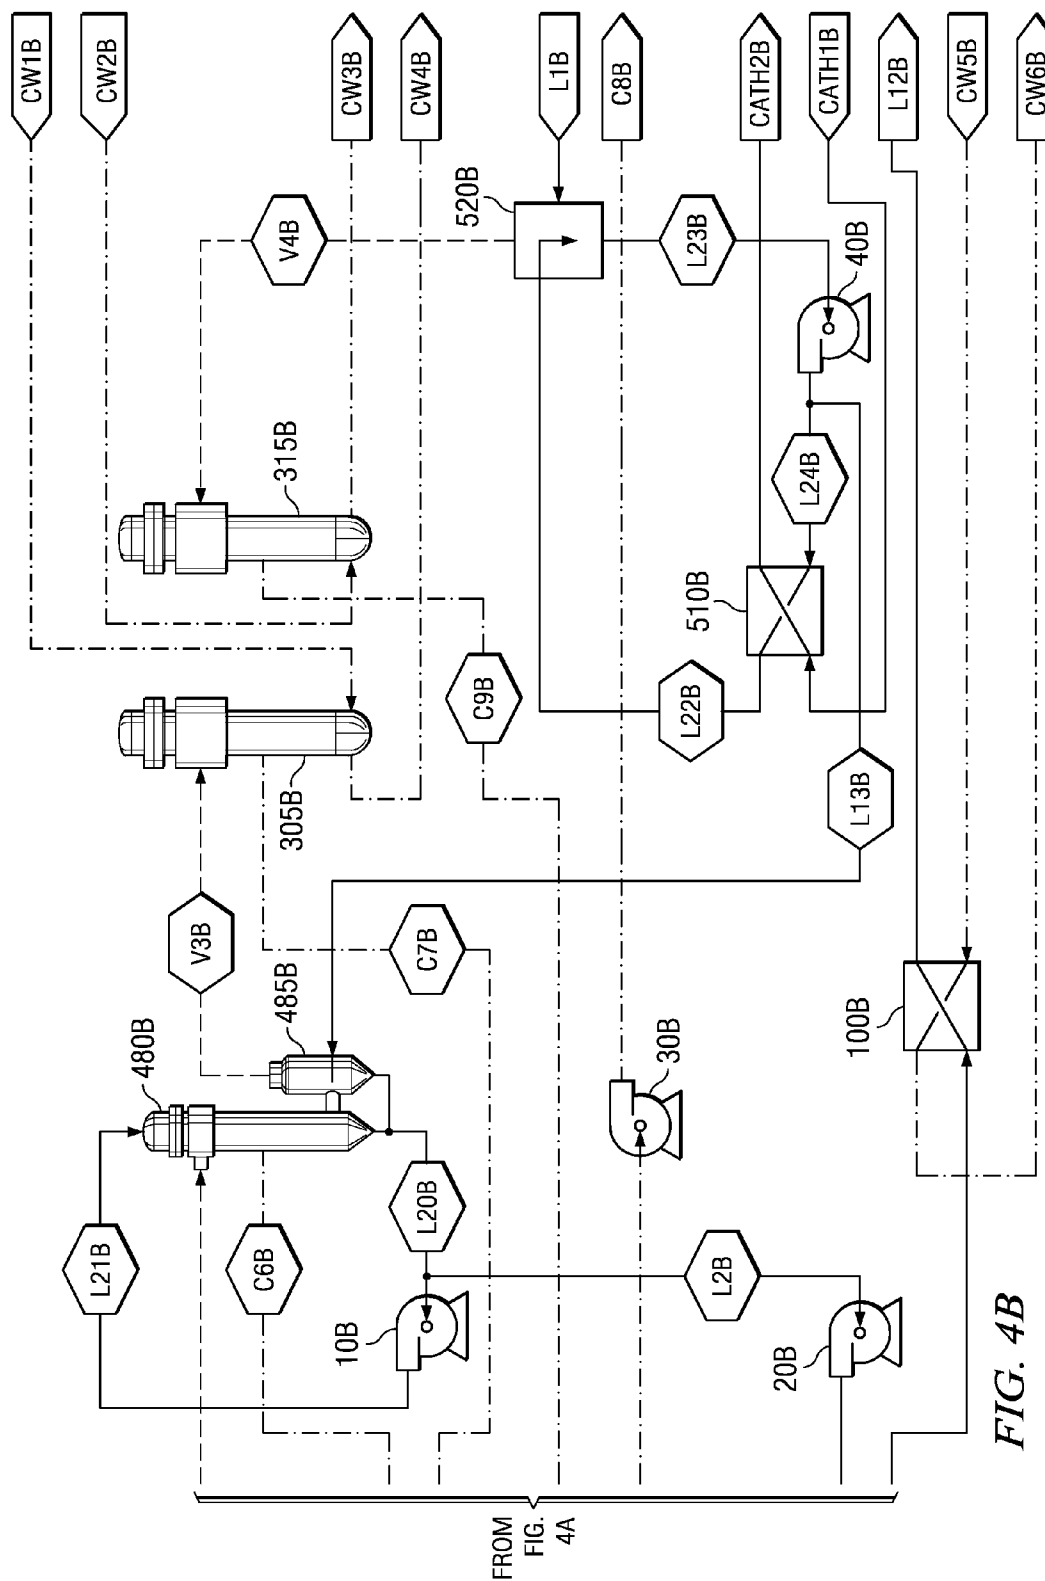 CW1B
CW2B
CW3B
CW4B
L1B
C8B
CATH2B
CATH1B
L12B
CW5B
CW6B
V4B
520B
L23B
40B
315B
L24B
510B
C9B
L22B
305B
L13B
V3B
C7B
485B
480B
100B
30B
L21B
C6B
L20B
L2B
10B
20B
FROM
FIG.
4A
FIG. 4B